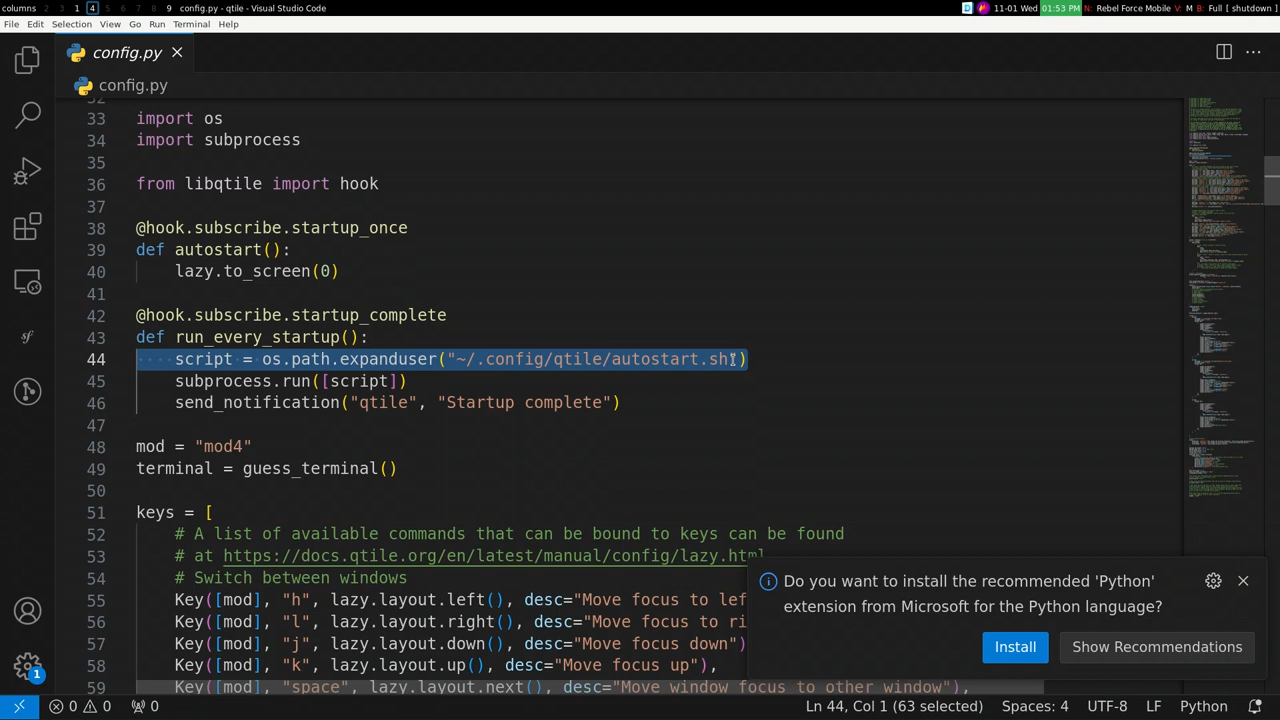 columns 2 3 1 4 5 6 7 8 9 config.py - qtile - Visual Studio Code
11-01 Wed 01:53 PM N: Rebel Force Mobile V: M B: Full [ shutdown ]
File Edit Selection View Go Run Terminal Help
config.py
config.py
32
33 import os
34 import subprocess
35
36 from libqtile import hook
37
38 @hook.subscribe.startup_once
39 def autostart():
40 lazy.to_screen(0)
41
42 @hook.subscribe.startup_complete
43 def run_every_startup():
44 script = os.path.expanduser("~/.config/qtile/autostart.sh")
45 subprocess.run([script])
46 send_notification("qtile", "Startup complete")
47
48 mod = "mod4"
49 terminal = guess_terminal()
50
51 keys = [
52 # A list of available commands that can be bound to keys can be found
53 # at https://docs.qtile.org/en/latest/manual/config/lazy.html
54 # Switch between windows
55 Key([mod], "h", lazy.layout.left(), desc="Move focus to lef
56 Key([mod], "l", lazy.layout.right(), desc="Move focus to ri
57 Key([mod], "j", lazy.layout.down(), desc="Move focus down")
58 Key([mod], "k", lazy.layout.up(), desc="Move focus up"),
59 Key([mod], "space", lazy.layout.next(), desc="Move window focus to other window"),
Do you want to install the recommended 'Python'
extension from Microsoft for the Python language?
Install Show Recommendations
1
0 0 0 Ln 44, Col 1 (63 selected) Spaces: 4 UTF-8 LF Python